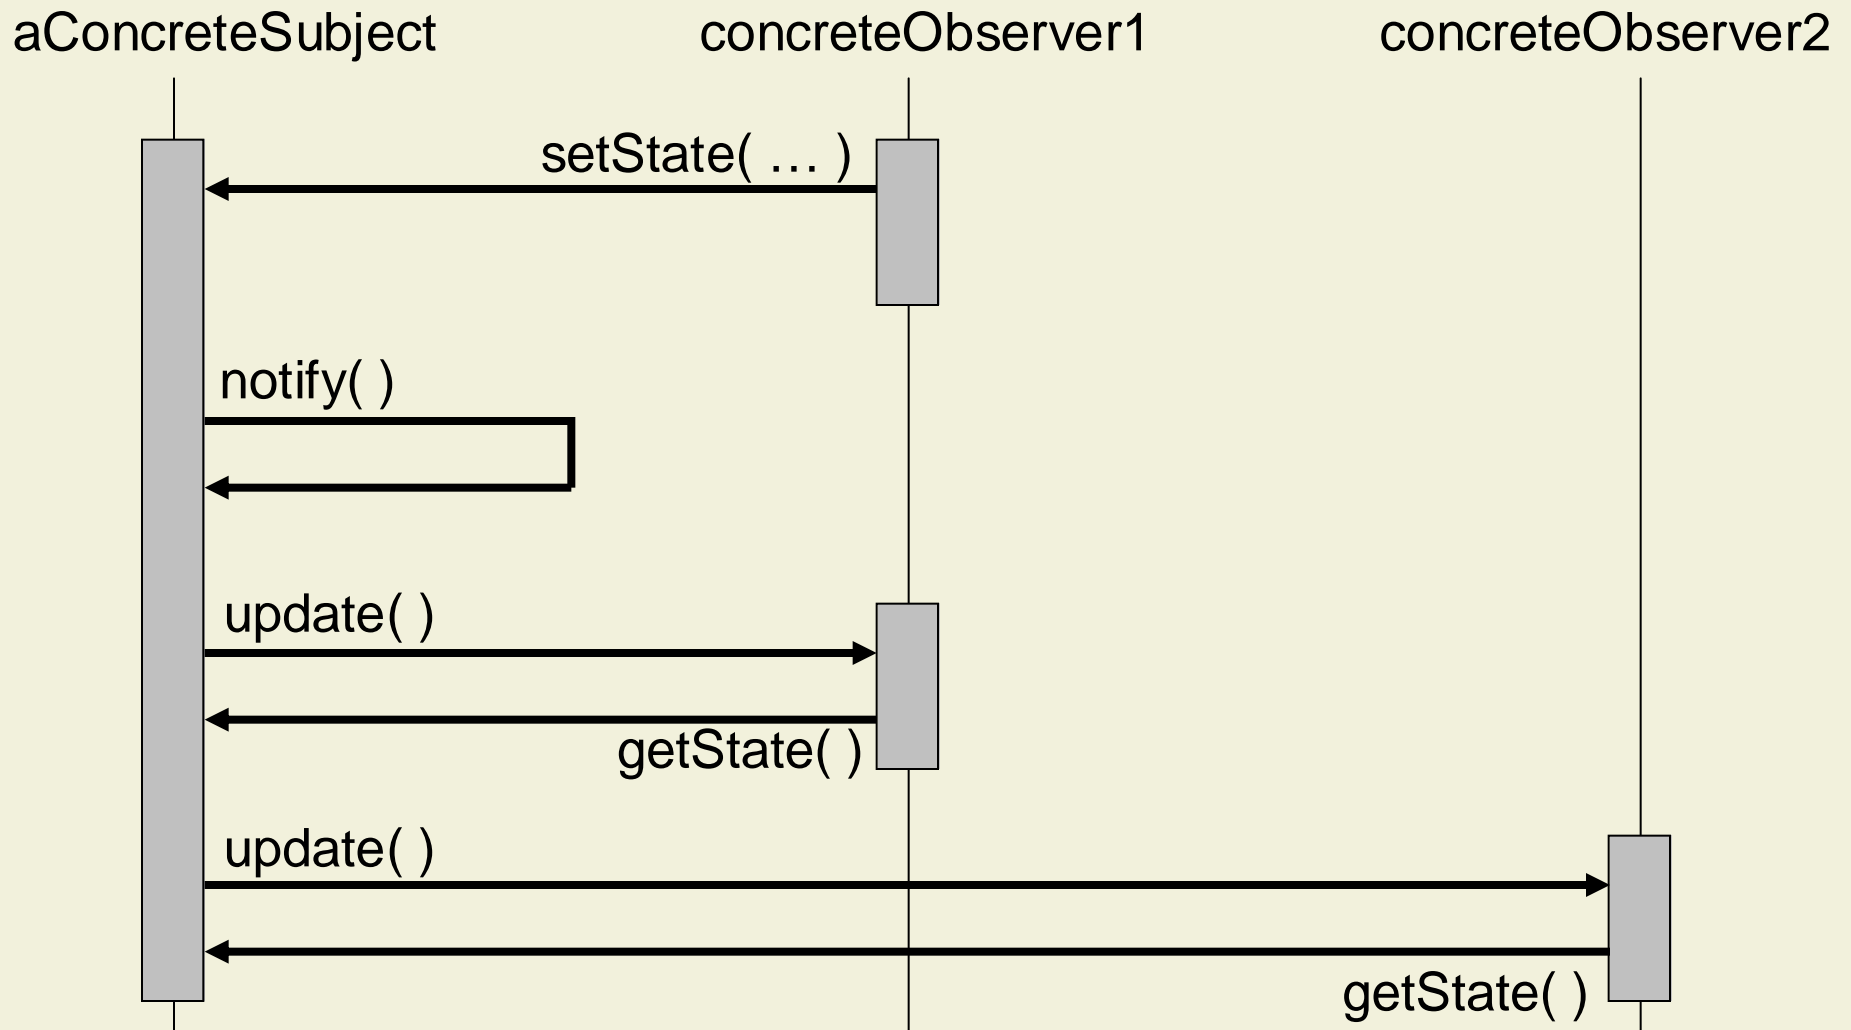 aConcreteSubject concreteObserver1 concreteObserver2
setState( … )
notify( )
update( )
getState( )
update( )
getState( )